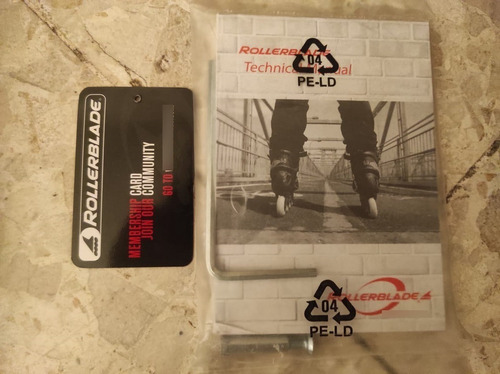 ROLLERBLADE
MEMBERSHIP CARD
JOIN OUR COMMUNITY
GO TO
ROLLERBLADE
Technical Manual
04
PE-LD
ROLLERBLADE
04
PE-LD